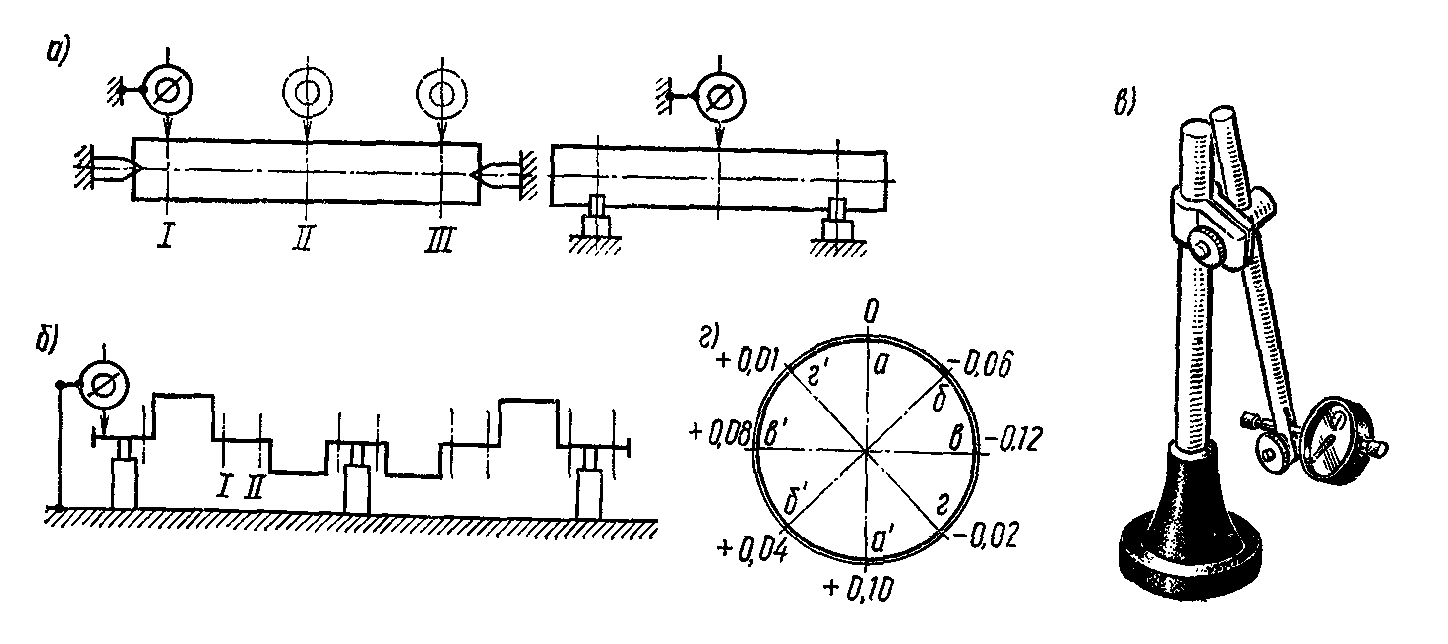 а)
I II III
б)
I II
г)
0
+0,01 -0,06
г' а б
+0,08 в' в -0,12
б' а' г
+0,04 -0,02
+0,10
в)